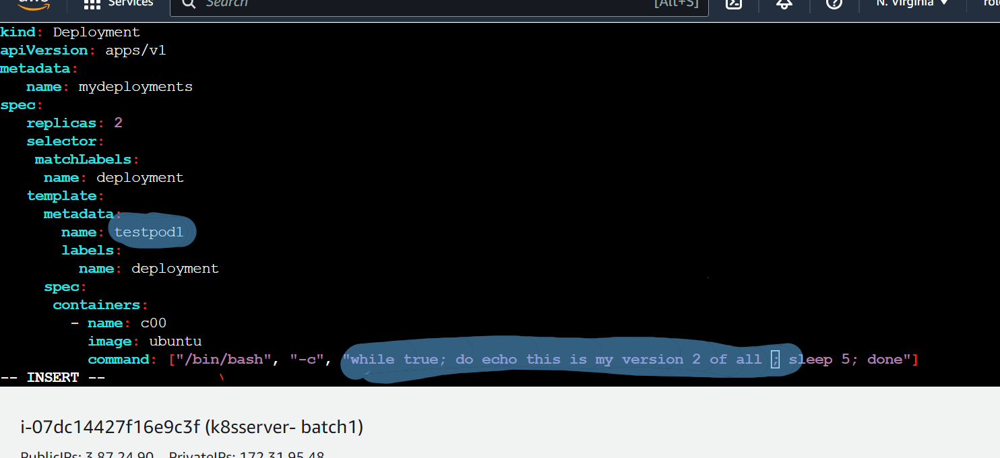 aws Services Search [Alt+S] N. Virginia
kind: Deployment
apiVersion: apps/v1
metadata:
name: mydeployments
spec:
replicas: 2
selector:
matchLabels:
name: deployment
template:
metadata:
name: testpod1
labels:
name: deployment
spec:
containers:
- name: c00
image: ubuntu
command: ["/bin/bash", "-c", "while true; do echo this is my version 2 of all ; sleep 5; done"]
-- INSERT --
i-07dc14427f16e9c3f (k8sserver- batch1)
PublicIPs: 3.87.24.90 PrivateIPs: 172.31.95.48